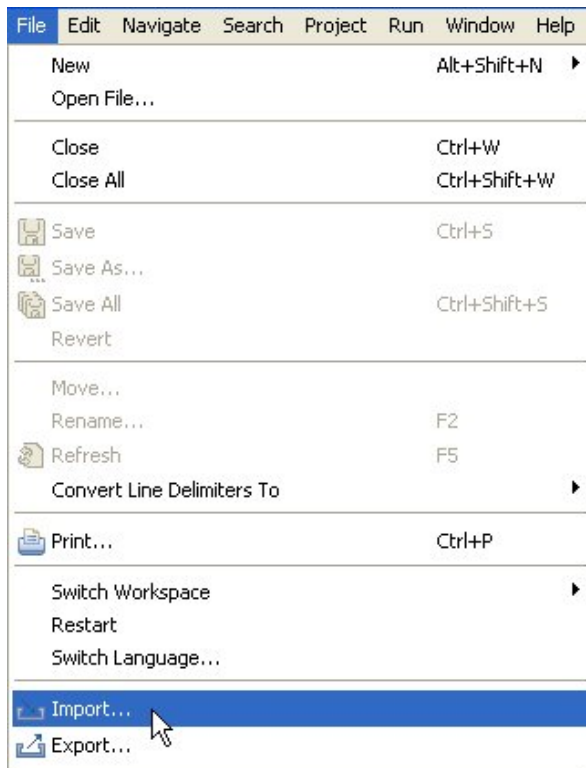 File Edit Navigate Search Project Run Window Help
New Alt+Shift+N
Open File...
Close Ctrl+W
Close All Ctrl+Shift+W
Save Ctrl+S
Save As...
Save All Ctrl+Shift+S
Revert
Move...
Rename... F2
Refresh F5
Convert Line Delimiters To
Print... Ctrl+P
Switch Workspace
Restart
Switch Language...
Import...
Export...